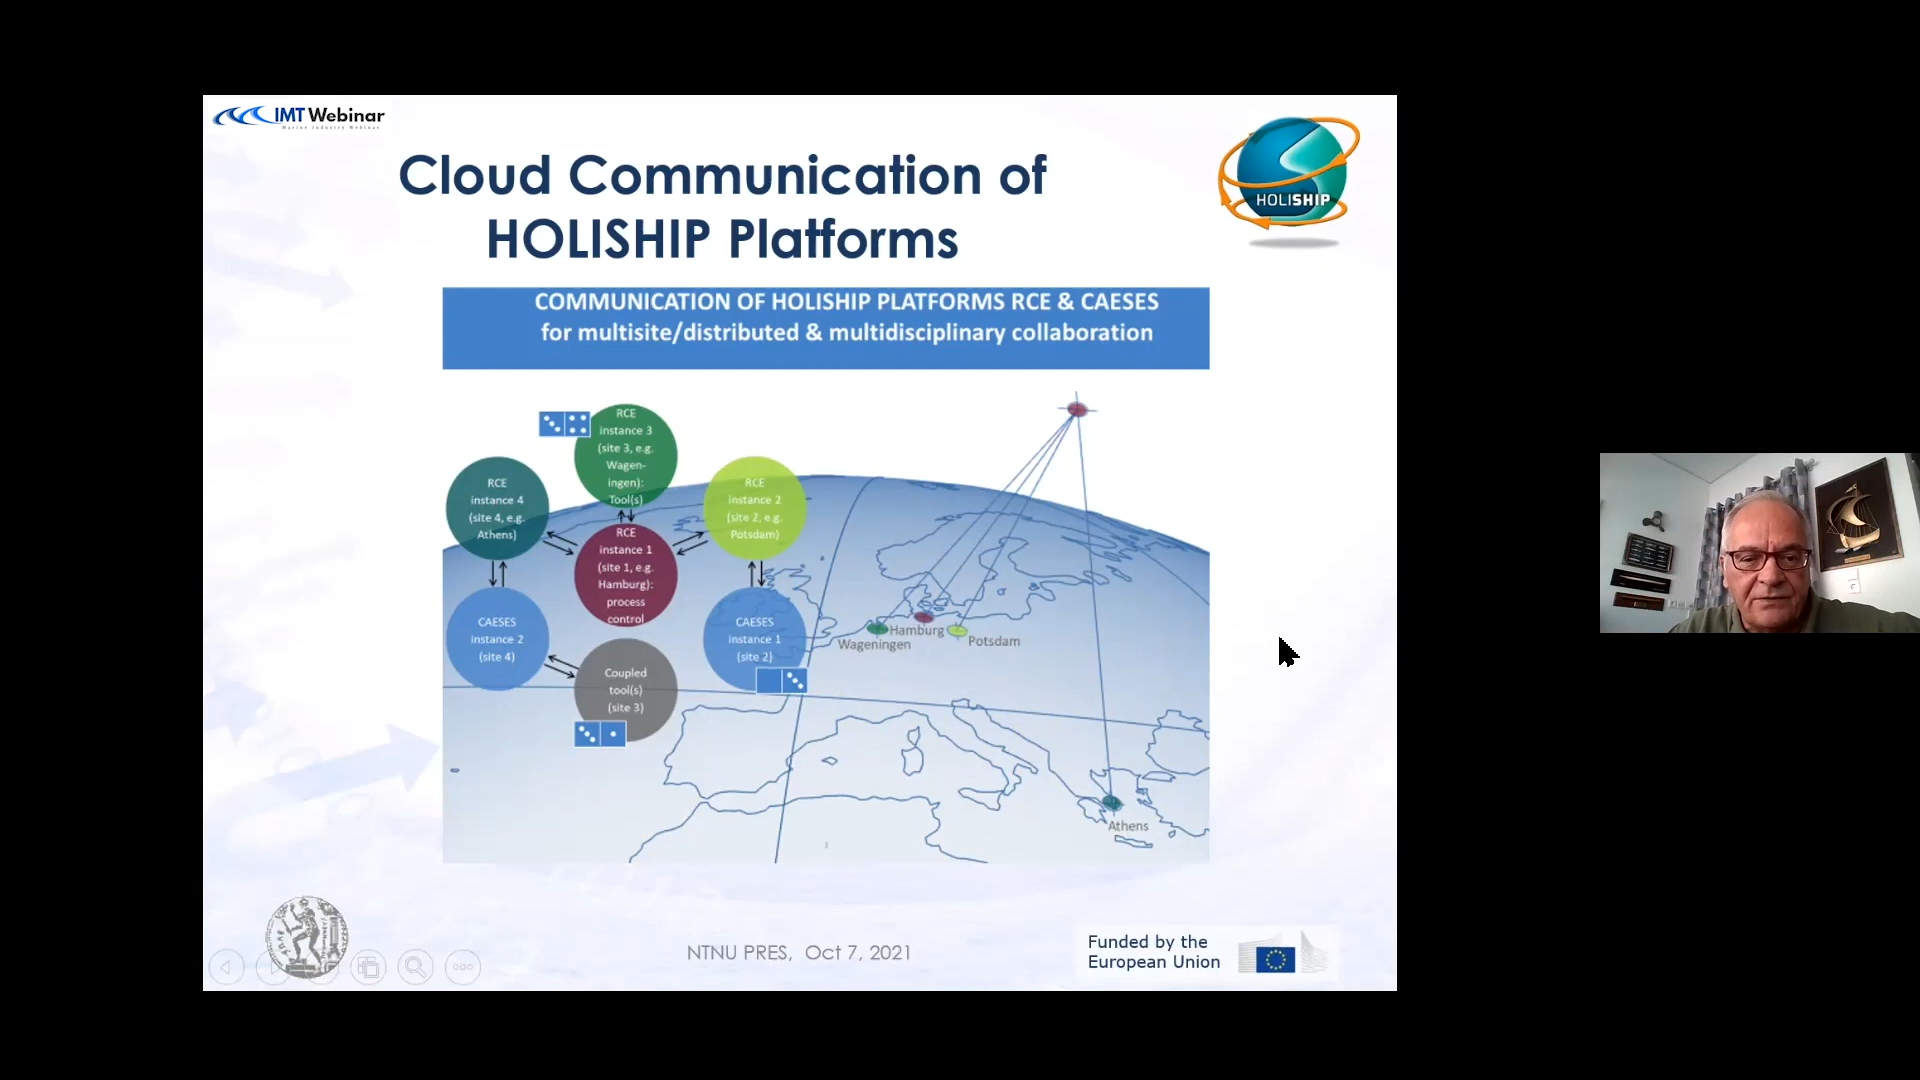 IMT Webinar
Marine Industry Webinar
Cloud Communication of
HOLISHIP Platforms
HOLISHIP
COMMUNICATION OF HOLISHIP PLATFORMS RCE & CAESES
for multisite/distributed & multidisciplinary collaboration
RCE
instance 3
(site 3, e.g.
Wagen-
ingen):
Tool(s)
RCE
instance 4
(site 4, e.g.
Athens)
RCE
instance 2
(site 2, e.g.
Potsdam)
RCE
instance 1
(site 1, e.g.
Hamburg):
process
control
CAESES
instance 2
(site 4)
CAESES
instance 1
(site 2)
Coupled
tool(s)
(site 3)
Hamburg
Wageningen
Potsdam
Athens
NTNU PRES, Oct 7, 2021
Funded by the
European Union